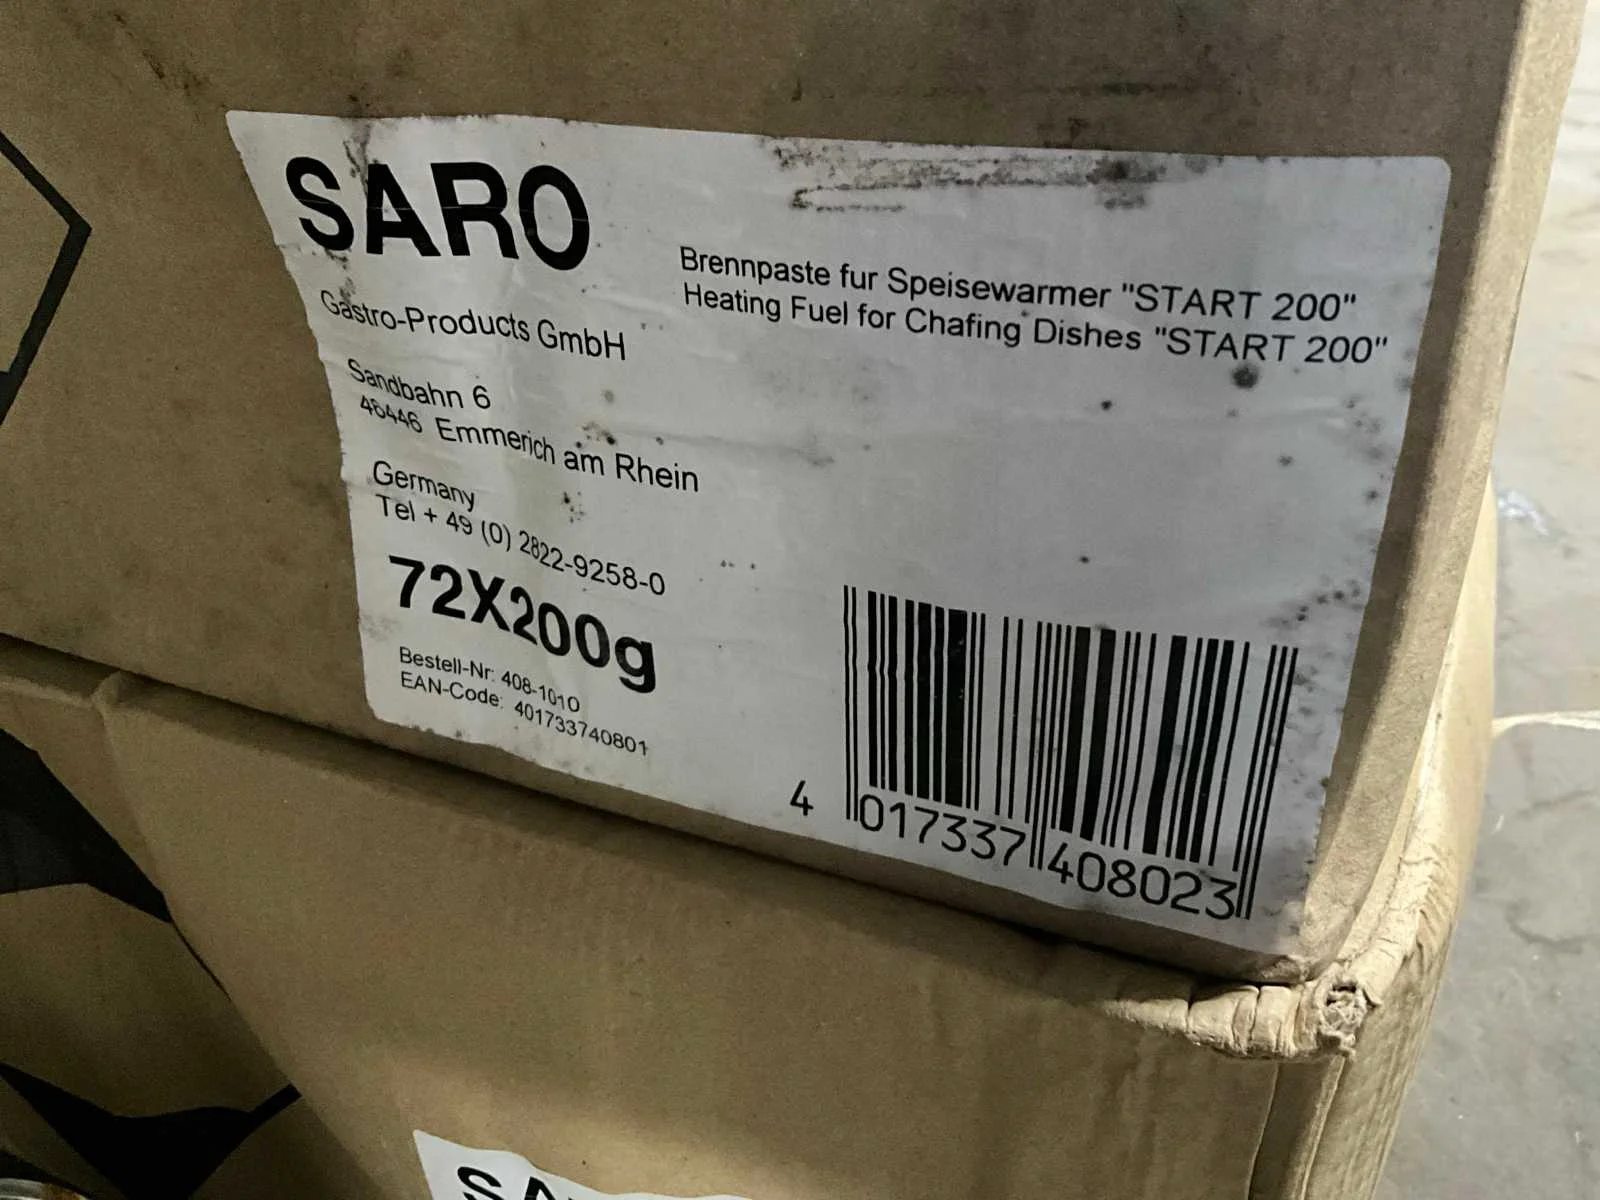 SARO
Gastro-Products GmbH
Sandbahn 6
46446 Emmerich am Rhein
Germany
Tel + 49 (0) 2822-9258-0
72X200g
Bestell-Nr: 408-1010
EAN-Code: 401733740801
Brennpaste fur Speisewarmer "START 200"
Heating Fuel for Chafing Dishes "START 200"
4 017337 408023